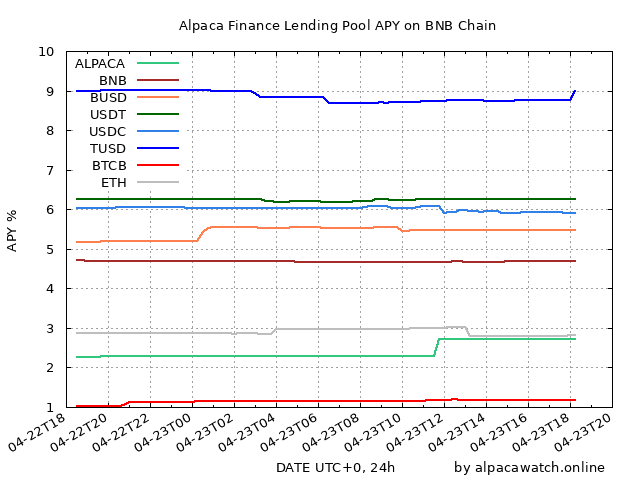 Alpaca Finance Lending Pool APY on BNB Chain
10
9
8
7
6
5
4
3
2
1
APY %
ALPACA
BNB
BUSD
USDT
USDC
TUSD
BTCB
ETH
04-22T18
04-22T20
04-22T22
04-23T00
04-23T02
04-23T04
04-23T06
04-23T08
04-23T10
04-23T12
04-23T14
04-23T16
04-23T18
04-23T20
DATE UTC+0, 24h
by alpacawatch.online